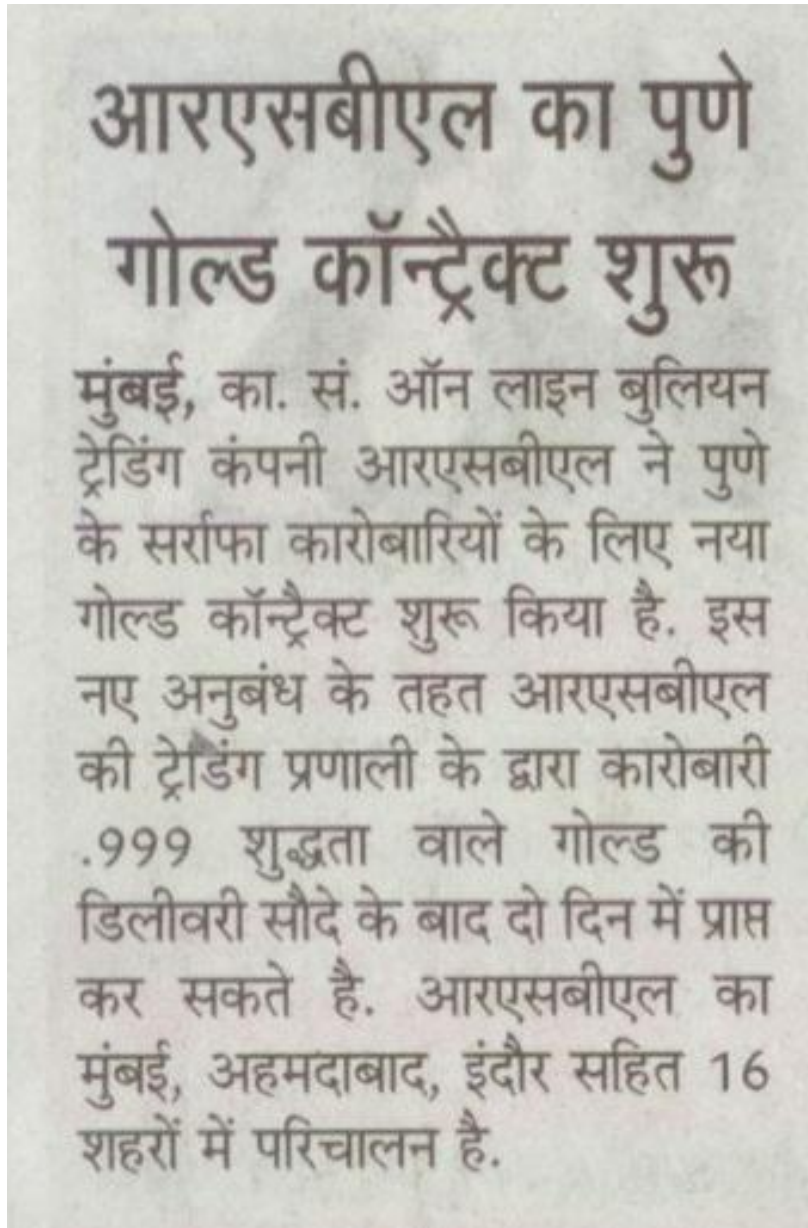 आरएसबीएल का पुणे
गोल्ड कॉन्ट्रैक्ट शुरू
मुंबई, का. सं. ऑन लाइन बुलियन
ट्रेडिंग कंपनी आरएसबीएल ने पुणे
के सर्राफा कारोबारियों के लिए नया
गोल्ड कॉन्ट्रैक्ट शुरू किया है. इस
नए अनुबंध के तहत आरएसबीएल
की ट्रेडिंग प्रणाली के द्वारा कारोबारी
.999 शुद्धता वाले गोल्ड की
डिलीवरी सौदे के बाद दो दिन में प्राप्त
कर सकते है. आरएसबीएल का
मुंबई, अहमदाबाद, इंदौर सहित 16
शहरों में परिचालन है.